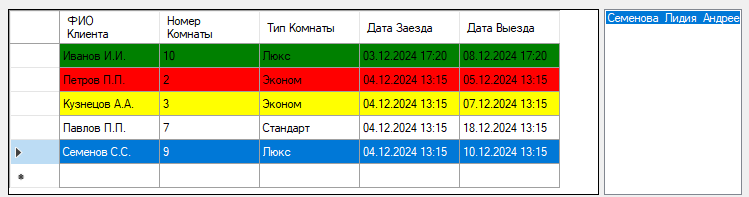 ФИО Клиента Номер Комнаты Тип Комнаты Дата Заезда Дата Выезда
Иванов И.И. 10 Люкс 03.12.2024 17:20 08.12.2024 17:20
Петров П.П. 2 Эконом 04.12.2024 13:15 05.12.2024 13:15
Кузнецов А.А. 3 Эконом 04.12.2024 13:15 07.12.2024 13:15
Павлов П.П. 7 Стандарт 04.12.2024 13:15 18.12.2024 13:15
Семенов С.С. 9 Люкс 04.12.2024 13:15 10.12.2024 13:15
Семенова Лидия Андрее